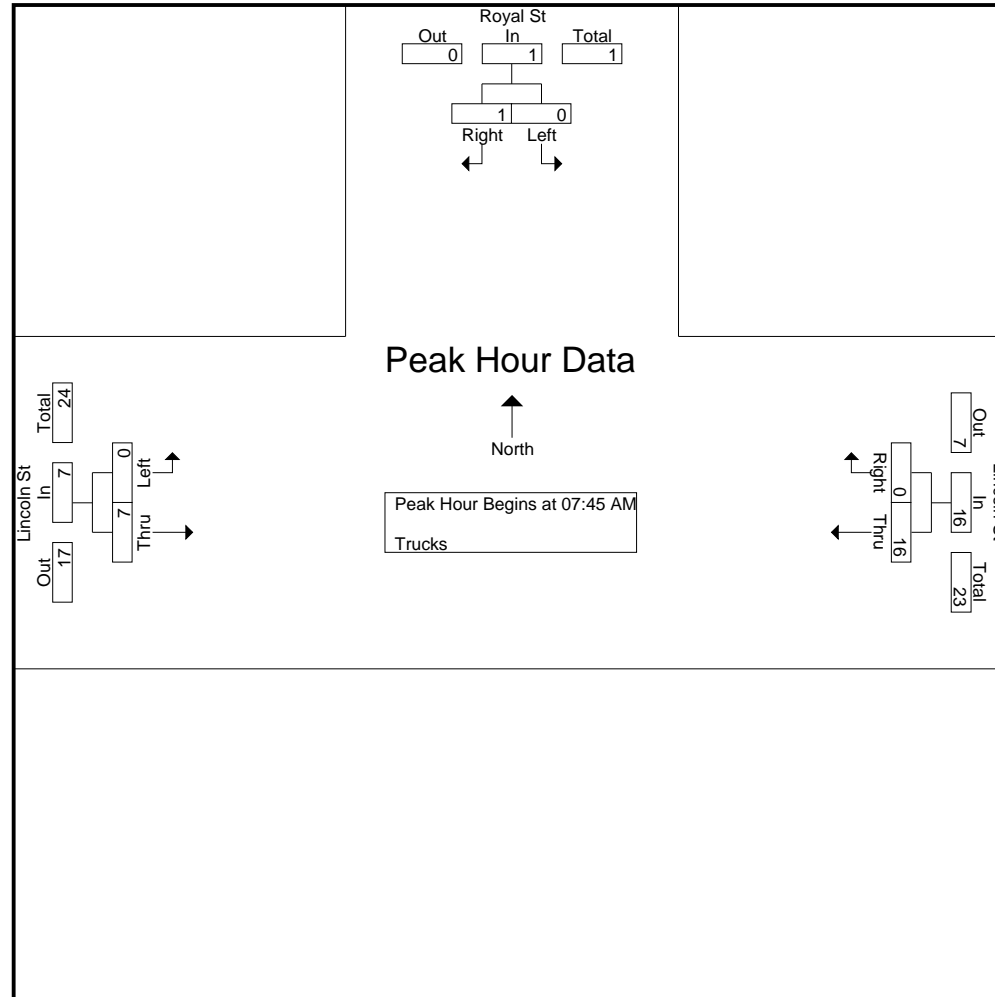 Royal St
Out In Total
0 1 1
1 0
Right Left
Peak Hour Data
North
Peak Hour Begins at 07:45 AM
Trucks
Lincoln St
Total
24
In
7
Out
17
Left
0
Thru
7
Out
7
In
16
Total
23
Right
0
Thru
16